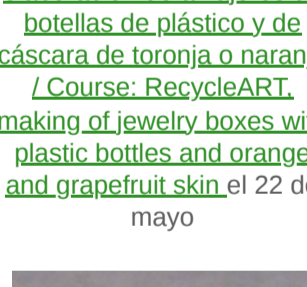 botellas de plástico y de
cáscara de toronja o naran
/ Course: RecycleART,
making of jewelry boxes wi
plastic bottles and orange
and grapefruit skin el 22 d
mayo